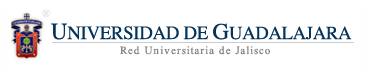 UNIVERSIDAD DE GUADALAJARA
Red Universitaria de Jalisco